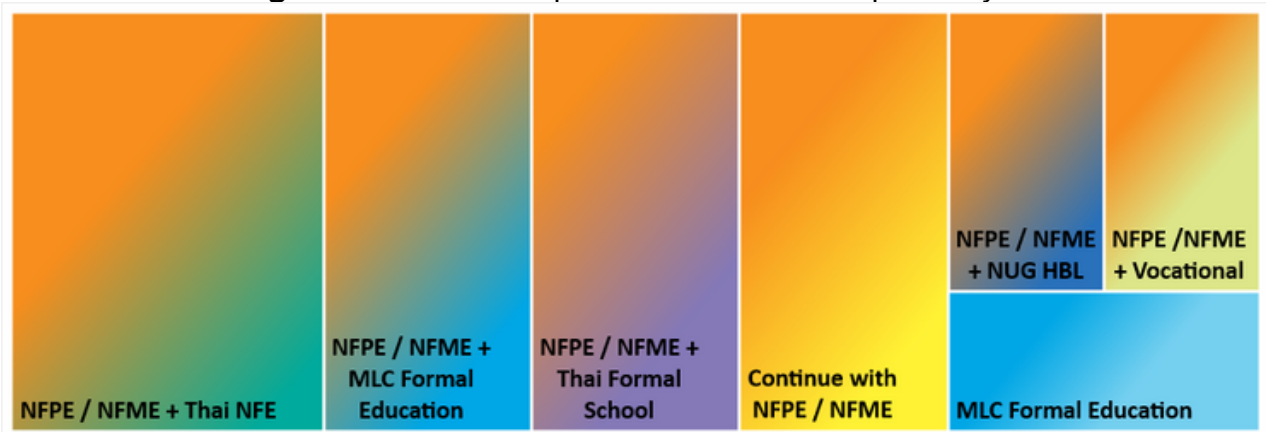 NFPE / NFME + Thai NFE
NFPE / NFME +
MLC Formal
Education
NFPE / NFME +
Thai Formal
School
Continue with
NFPE / NFME
NFPE / NFME
+ NUG HBL
NFPE /NFME
+ Vocational
MLC Formal Education